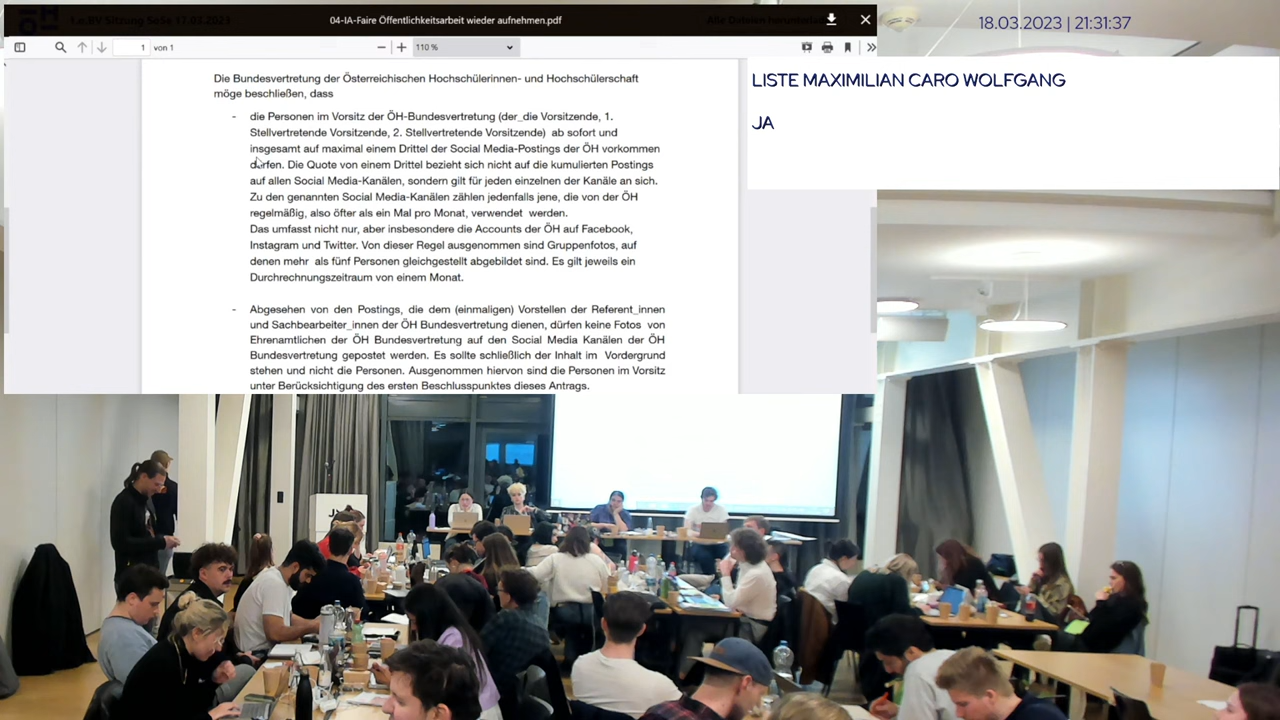 1.o.BV Sitzung SoSe 17.03.2023
04-IA-Faire Öffentlichkeitsarbeit wieder aufnehmen.pdf
18.03.2023 | 21:31:37
1 von 1
110 %
LISTE MAXIMILIAN CARO WOLFGANG
JA
Die Bundesvertretung der Österreichischen Hochschülerinnen- und Hochschülerschaft
möge beschließen, dass
- die Personen im Vorsitz der ÖH-Bundesvertretung (der_die Vorsitzende, 1.
Stellvertretende Vorsitzende, 2. Stellvertretende Vorsitzende) ab sofort und
insgesamt auf maximal einem Drittel der Social Media-Postings der ÖH vorkommen
dürfen. Die Quote von einem Drittel bezieht sich nicht auf die kumulierten Postings
auf allen Social Media-Kanälen, sondern gilt für jeden einzelnen der Kanäle an sich.
Zu den genannten Social Media-Kanälen zählen jedenfalls jene, die von der ÖH
regelmäßig, also öfter als ein Mal pro Monat, verwendet werden.
Das umfasst nicht nur, aber insbesondere die Accounts der ÖH auf Facebook,
Instagram und Twitter. Von dieser Regel ausgenommen sind Gruppenfotos, auf
denen mehr als fünf Personen gleichgestellt abgebildet sind. Es gilt jeweils ein
Durchrechnungszeitraum von einem Monat.
- Abgesehen von den Postings, die dem (einmaligen) Vorstellen der Referent_innen
und Sachbearbeiter_innen der ÖH Bundesvertretung dienen, dürfen keine Fotos von
Ehrenamtlichen der ÖH Bundesvertretung auf den Social Media Kanälen der ÖH
Bundesvertretung gepostet werden. Es sollte schließlich der Inhalt im Vordergrund
stehen und nicht die Personen. Ausgenommen hiervon sind die Personen im Vorsitz
unter Berücksichtigung des ersten Beschlusspunktes dieses Antrags.